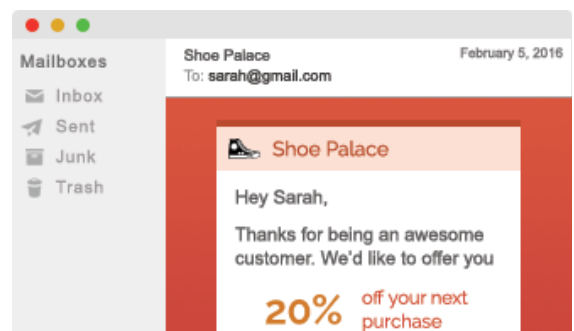 Mailboxes
Inbox
Sent
Junk
Trash
Shoe Palace
February 5, 2016
To: sarah@gmail.com
Shoe Palace
Hey Sarah,
Thanks for being an awesome
customer. We'd like to offer you
20%
off your next
purchase